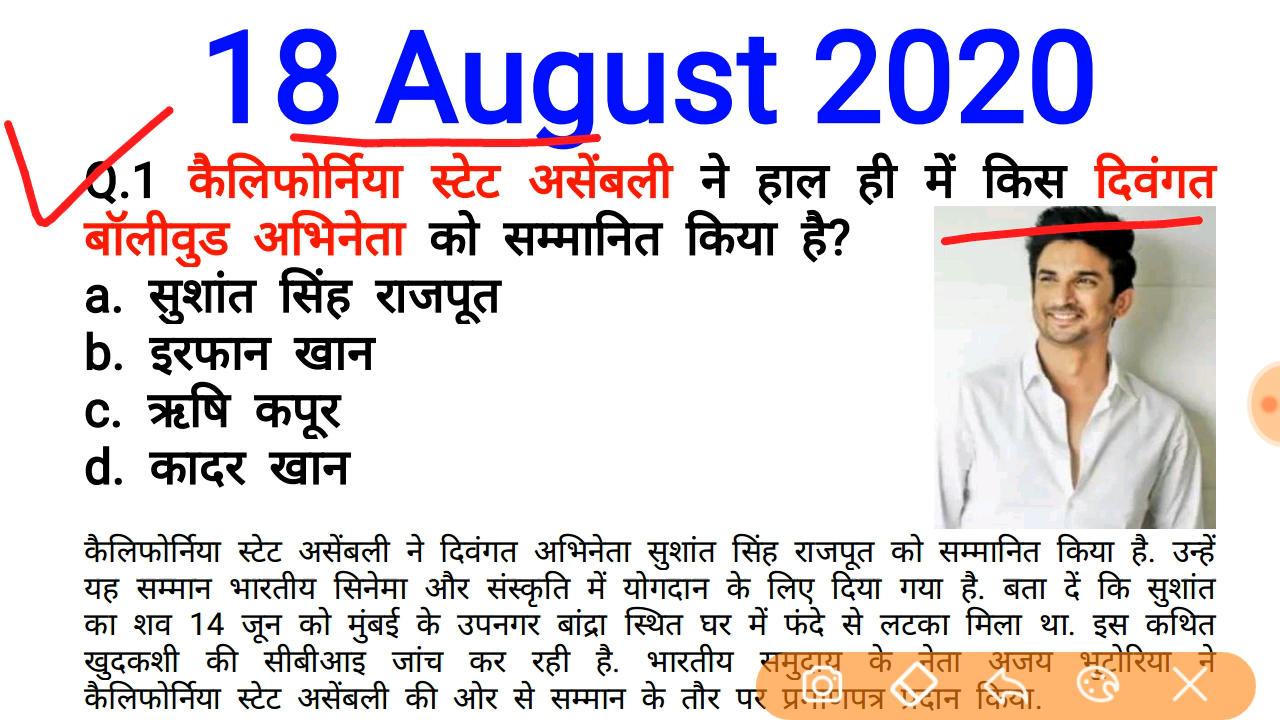 18 August 2020
Q.1 कैलिफोर्निया स्टेट असेंबली ने हाल ही में किस दिवंगत
बॉलीवुड अभिनेता को सम्मानित किया है?
a. सुशांत सिंह राजपूत
b. इरफान खान
c. ऋषि कपूर
d. कादर खान
कैलिफोर्निया स्टेट असेंबली ने दिवंगत अभिनेता सुशांत सिंह राजपूत को सम्मानित किया है. उन्हें
यह सम्मान भारतीय सिनेमा और संस्कृति में योगदान के लिए दिया गया है. बता दें कि सुशांत
का शव 14 जून को मुंबई के उपनगर बांद्रा स्थित घर में फंदे से लटका मिला था. इस कथित
खुदकशी की सीबीआइ जांच कर रही है. भारतीय समुदाय के नेता अजय भूटोरिया ने
कैलिफोर्निया स्टेट असेंबली की ओर से सम्मान के तौर पर प्रमाणपत्र प्रदान किया.